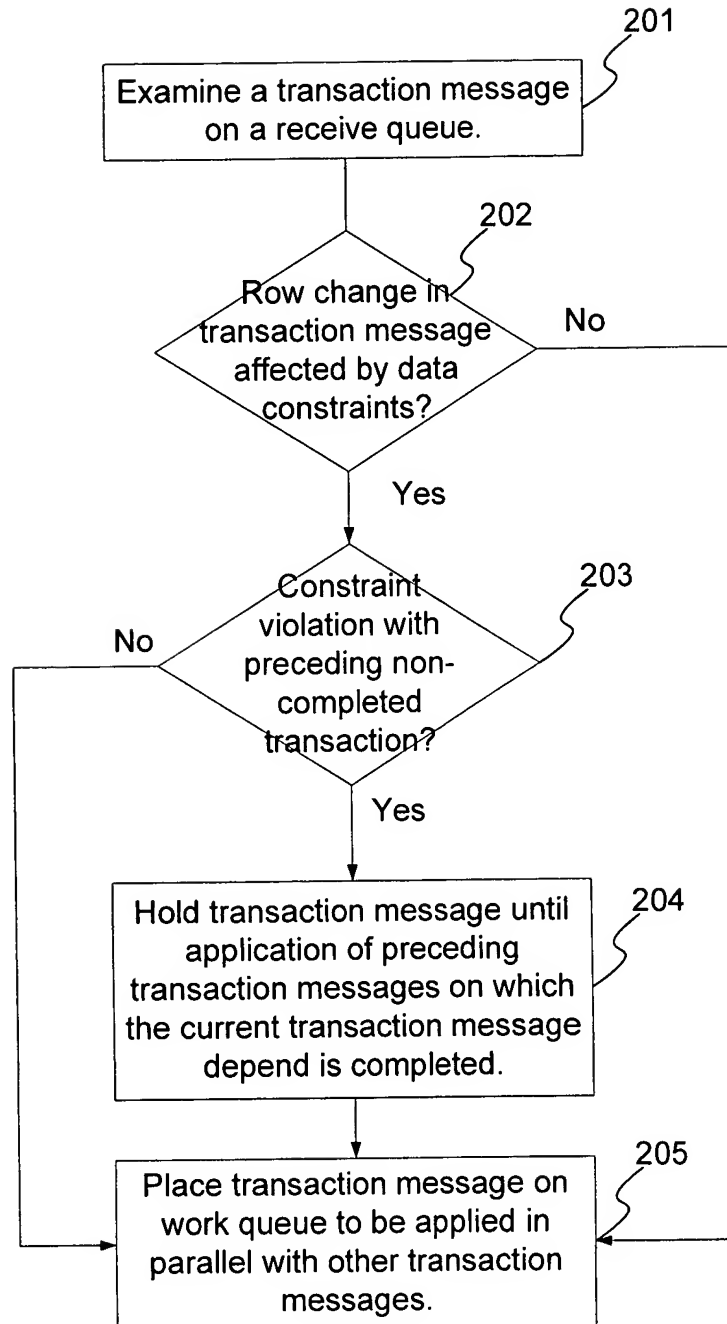 201
Examine a transaction message
on a receive queue.
202
Row change in
transaction message
affected by data
constraints?
No
Yes
Constraint
violation with
preceding non-
completed
transaction?
203
No
Yes
Hold transaction message until
application of preceding
transaction messages on which
the current transaction message
depend is completed.
204
Place transaction message on
work queue to be applied in
parallel with other transaction
messages.
205